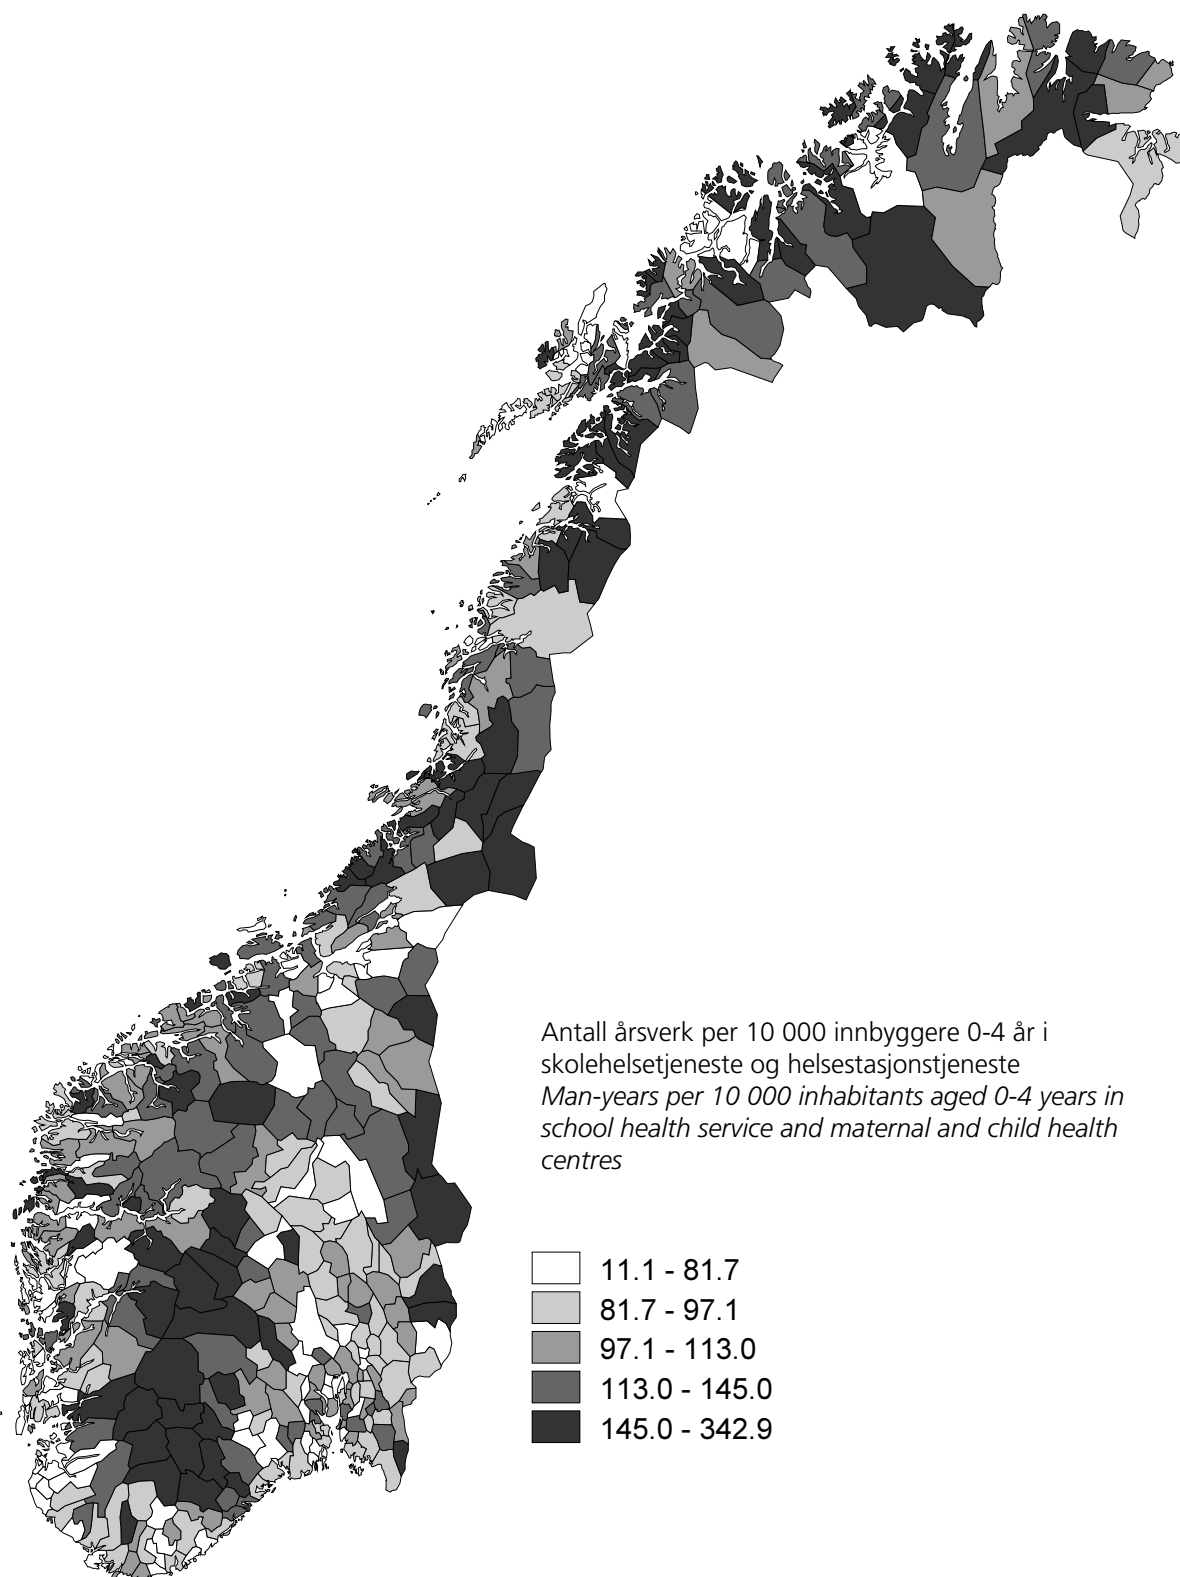 Antall årsverk per 10 000 innbyggere 0-4 år i
skolehelsetjeneste og helsestasjonstjeneste
Man-years per 10 000 inhabitants aged 0-4 years in
school health service and maternal and child health
centres
11.1 - 81.7
81.7 - 97.1
97.1 - 113.0
113.0 - 145.0
145.0 - 342.9